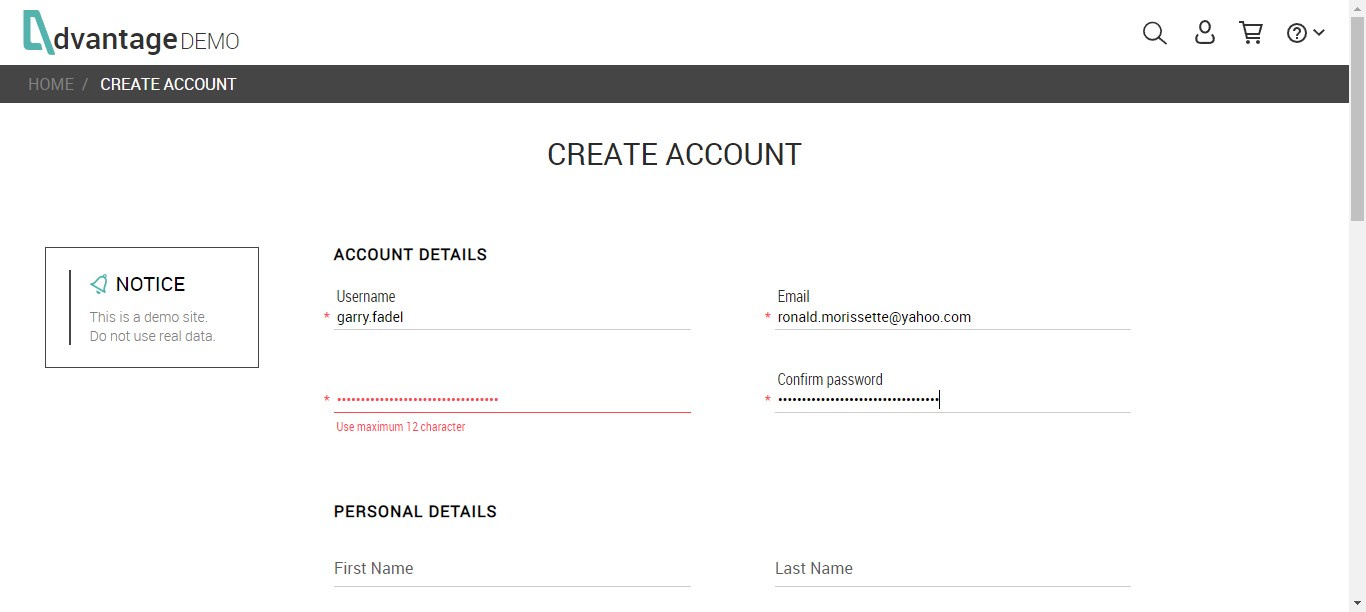 dvantage DEMO
HOME / CREATE ACCOUNT
CREATE ACCOUNT
NOTICE
This is a demo site.
Do not use real data.
ACCOUNT DETAILS
Username
* garry.fadel
Email
* ronald.morissette@yahoo.com
* ••••••••••••••••••••••••••••••••••
Use maximum 12 character
Confirm password
* ••••••••••••••••••••••••••••••••••
PERSONAL DETAILS
First Name
Last Name